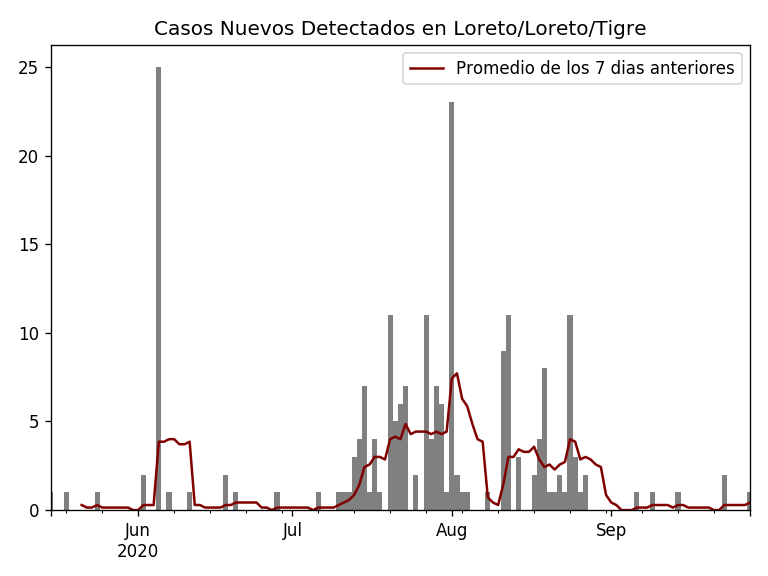 Casos Nuevos Detectados en Loreto/Loreto/Tigre
Promedio de los 7 dias anteriores
25
20
15
10
5
0
Jun
2020
Jul
Aug
Sep